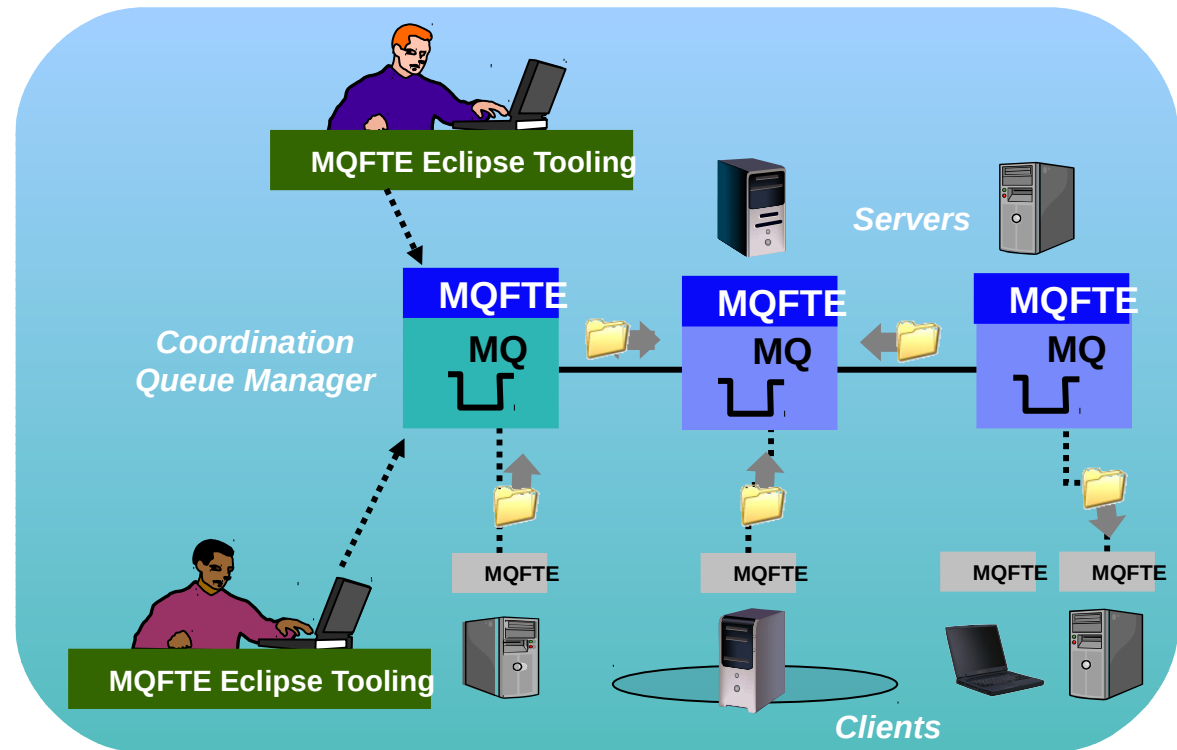 MQFTE Eclipse Tooling
Servers
MQFTE
MQFTE
MQFTE
Coordination
Queue Manager
MQ
MQ
MQ
MQFTE
MQFTE
MQFTE
MQFTE
MQFTE Eclipse Tooling
Clients